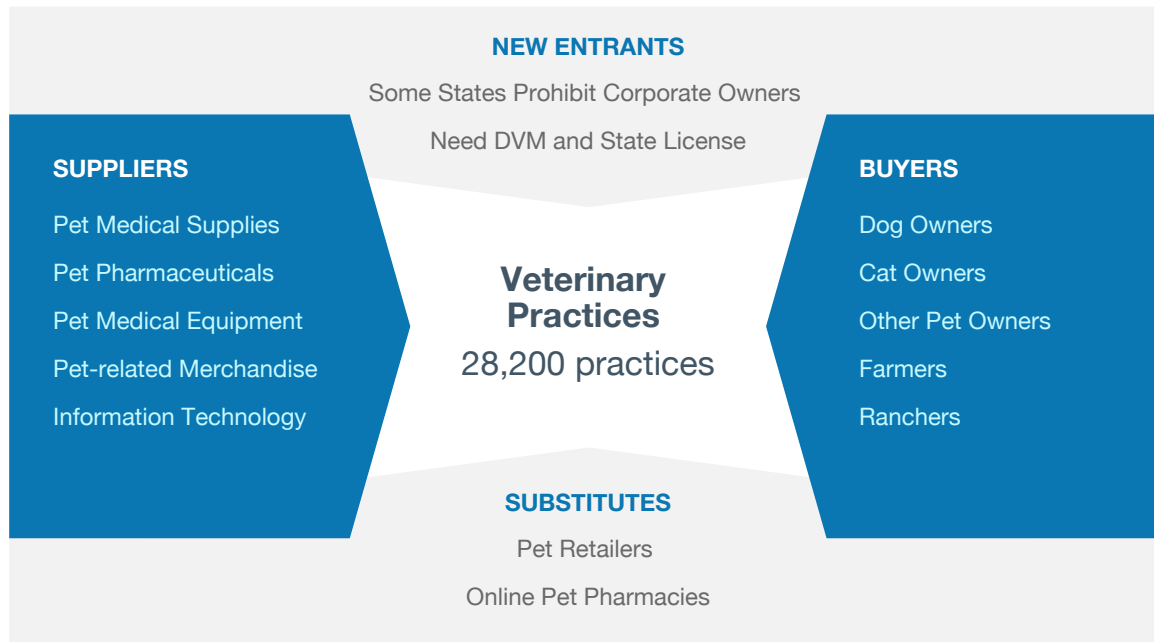 NEW ENTRANTS
Some States Prohibit Corporate Owners
Need DVM and State License
SUPPLIERS
Pet Medical Supplies
Pet Pharmaceuticals
Pet Medical Equipment
Pet-related Merchandise
Information Technology
Veterinary
Practices
28,200 practices
BUYERS
Dog Owners
Cat Owners
Other Pet Owners
Farmers
Ranchers
SUBSTITUTES
Pet Retailers
Online Pet Pharmacies